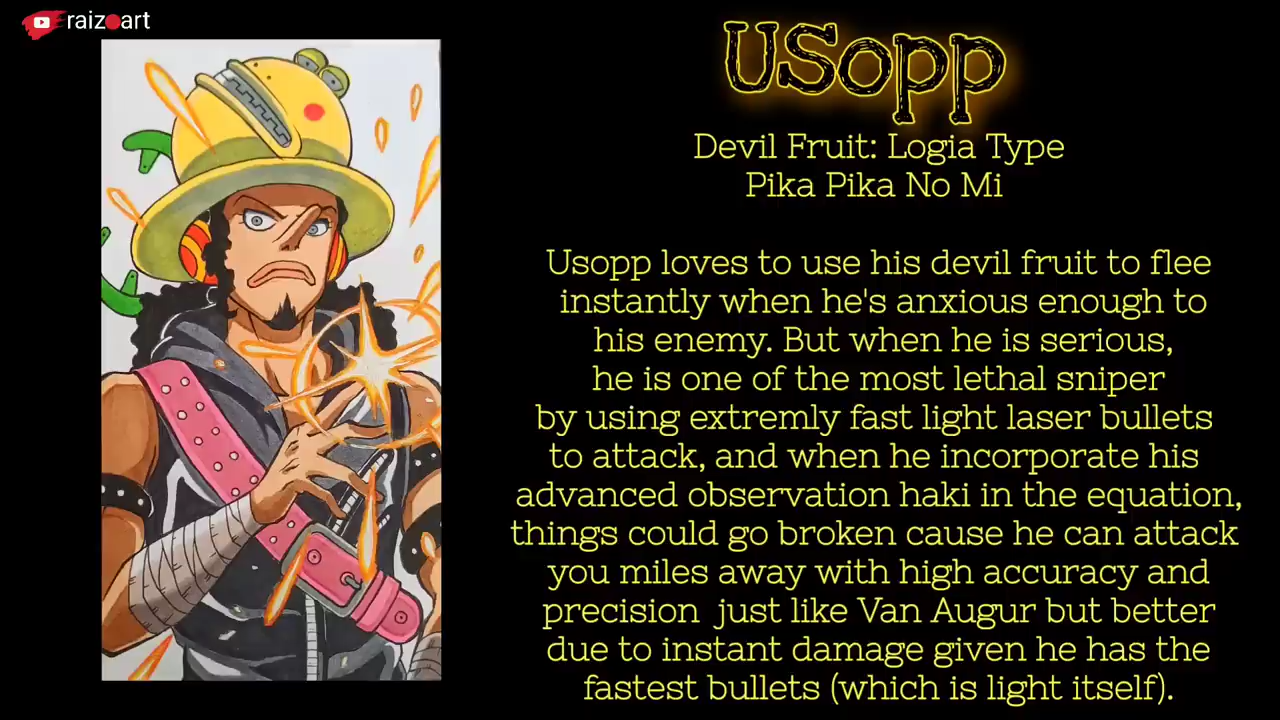 raizoart
USopp
Devil Fruit: Logia Type
Pika Pika No Mi
Usopp loves to use his devil fruit to flee
instantly when he's anxious enough to
his enemy. But when he is serious,
he is one of the most lethal sniper
by using extremly fast light laser bullets
to attack, and when he incorporate his
advanced observation haki in the equation,
things could go broken cause he can attack
you miles away with high accuracy and
precision just like Van Augur but better
due to instant damage given he has the
fastest bullets (which is light itself).